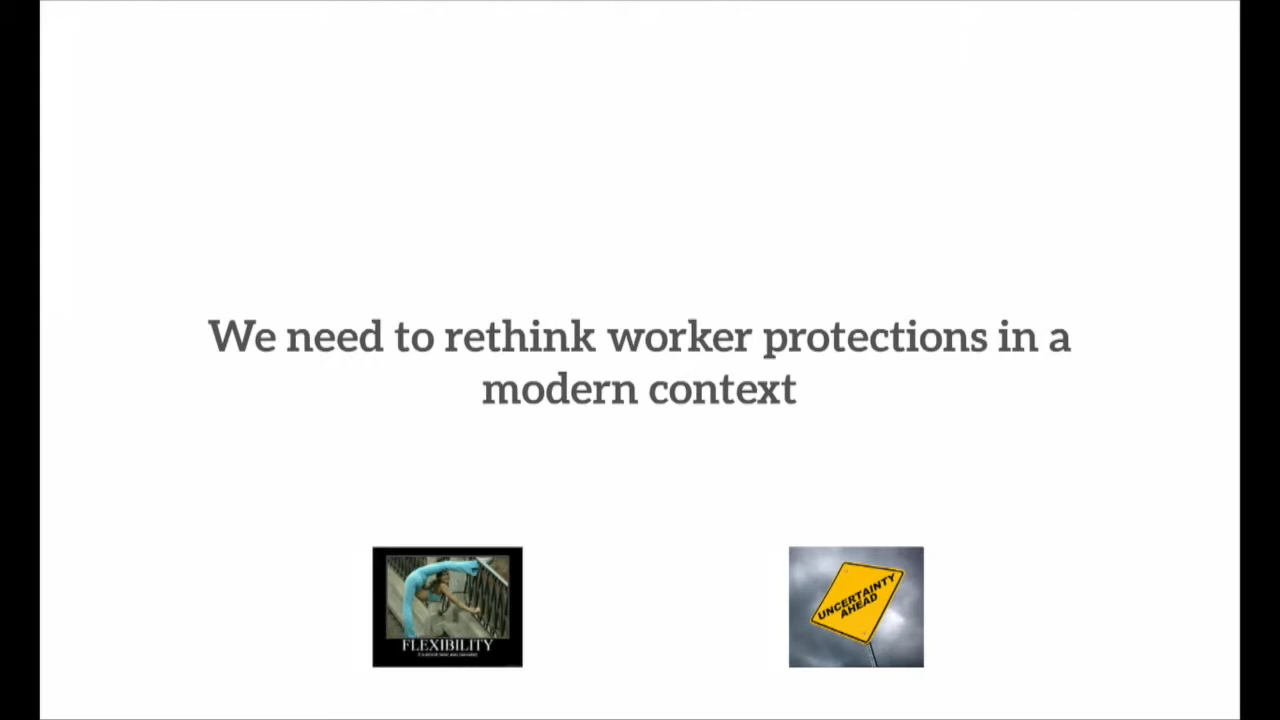 We need to rethink worker protections in a
modern context
FLEXIBILITY
UNCERTAINTY
AHEAD